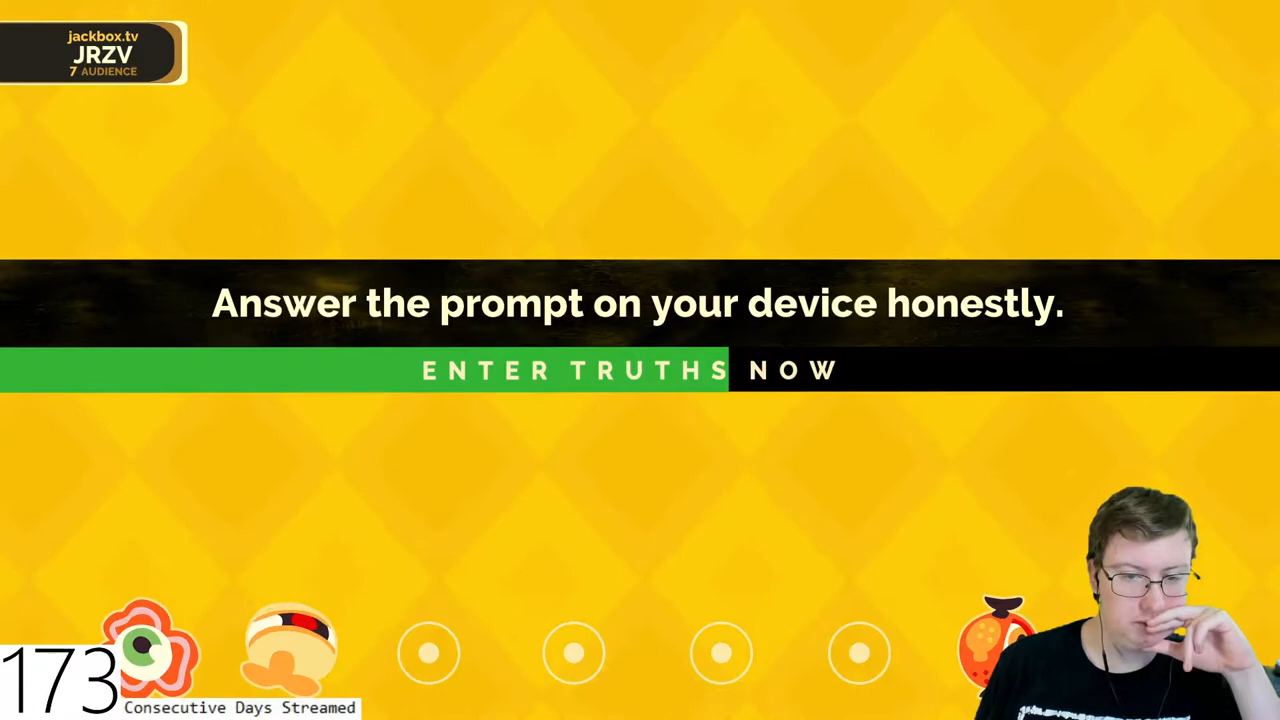 jackbox.tv
JRZV
7 AUDIENCE
Answer the prompt on your device honestly.
ENTER TRUTHS NOW
173
Consecutive Days Streamed